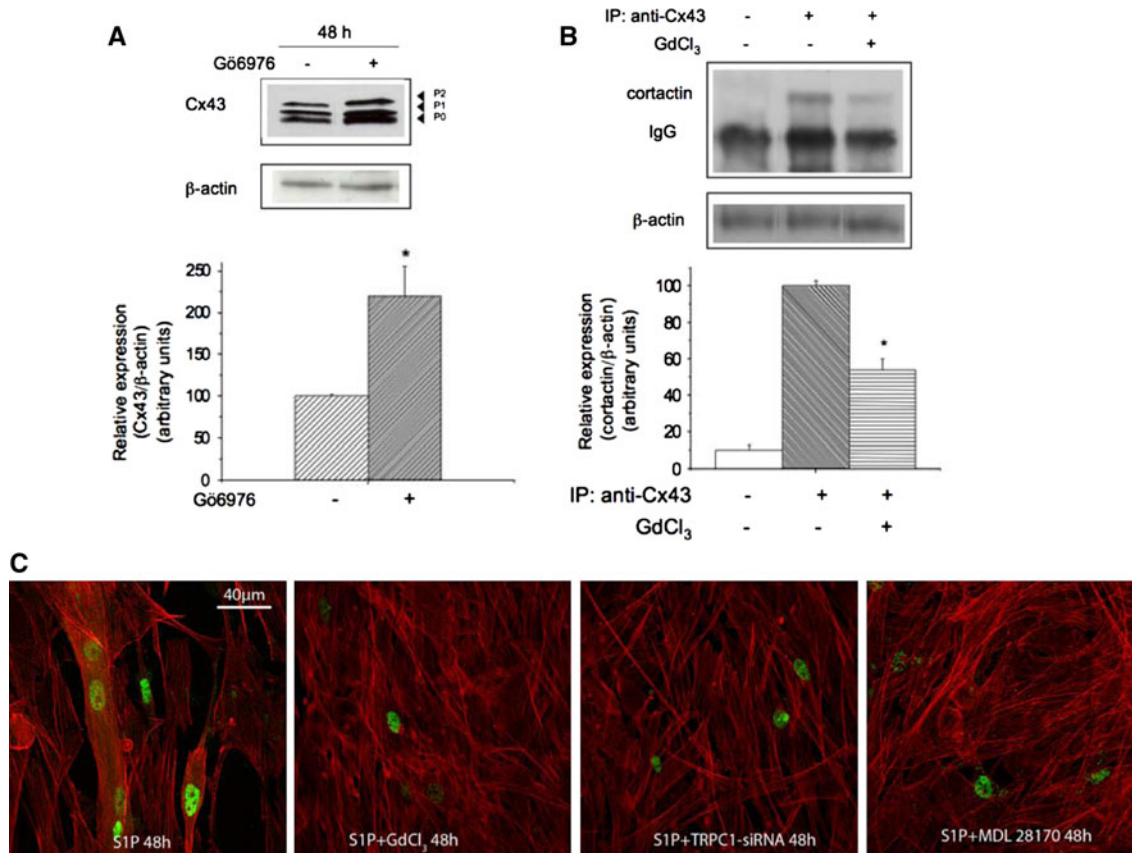 A
48 h
Gö6976 - +
Cx43
P2
P1
P0
β-actin
Relative expression
(Cx43/β-actin)
(arbitrary units)
250
200
150
100
50
0
*
Gö6976 - +
B
IP: anti-Cx43 - + +
GdCl₃ - - +
cortactin
IgG
β-actin
Relative expression
(cortactin/β-actin)
(arbitrary units)
100
80
60
40
20
0
*
IP: anti-Cx43 - + +
GdCl₃ - - +
C
40µm
S1P 48h
S1P+GdCl₃ 48h
S1P+TRPC1-siRNA 48h
S1P+MDL 28170 48h